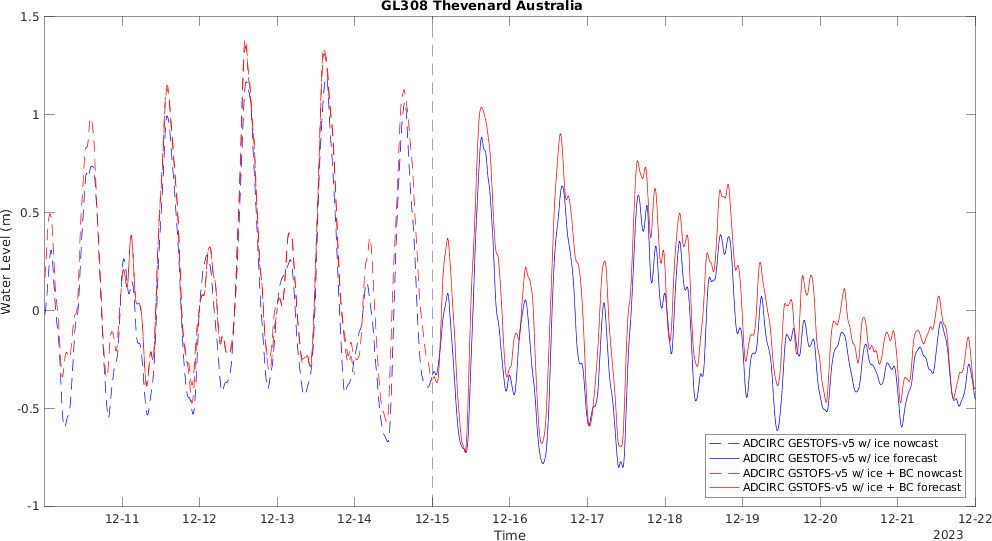 GL308 Thevenard Australia
1.5
1
0.5
0
-0.5
-1
Water Level (m)
12-11
12-12
12-13
12-14
12-15
12-16
12-17
12-18
12-19
12-20
12-21
12-22
Time
2023
ADCIRC GESTOFS-v5 w/ ice nowcast
ADCIRC GESTOFS-v5 w/ ice forecast
ADCIRC GSTOFS-v5 w/ ice + BC nowcast
ADCIRC GSTOFS-v5 w/ ice + BC forecast